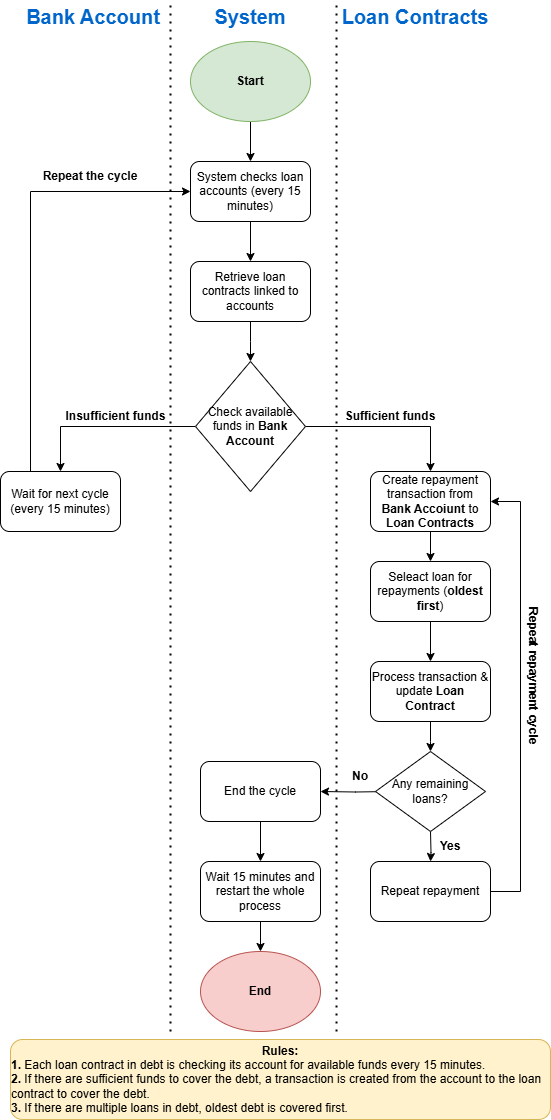 Bank Account
System
Loan Contracts
Start
Repeat the cycle
System checks loan
accounts (every 15
minutes)
Retrieve loan
contracts linked to
accounts
Insufficient funds
Check available
funds in Bank
Account
Sufficient funds
Wait for next cycle
(every 15 minutes)
Create repayment
transaction from
Bank Accoiunt to
Loan Contracts
Seleact loan for
repayments (oldest
first)
Repeat repayment cycle
Process transaction &
update Loan
Contract
Any remaining
loans?
No
End the cycle
Yes
Wait 15 minutes and
restart the whole
process
Repeat repayment
End
Rules:
1. Each loan contract in debt is checking its account for available funds every 15 minutes.
2. If there are sufficient funds to cover the debt, a transaction is created from the account to the loan
contract to cover the debt.
3. If there are multiple loans in debt, oldest debt is covered first.